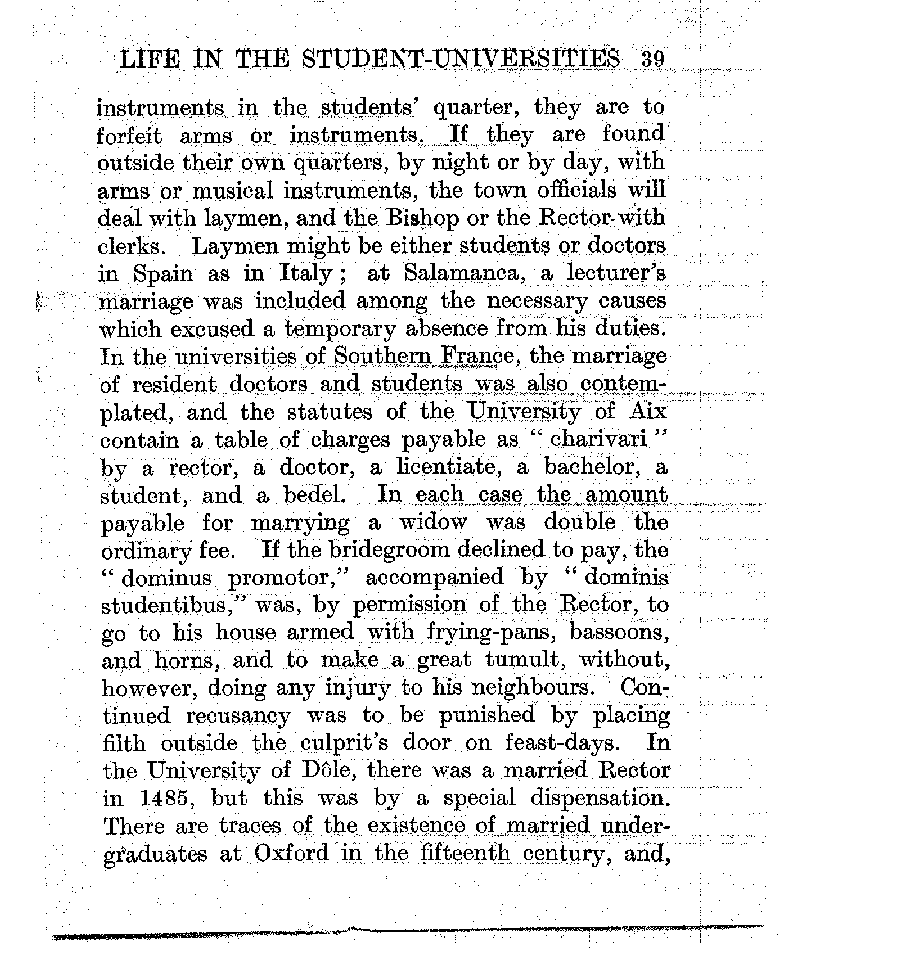 LIFE IN THE STUDENT-UNIVERSITIES 39
instruments in the students' quarter, they are to
forfeit arms or instruments. If they are found
outside their own quarters, by night or by day, with
arms or musical instruments, the town officials will
deal with laymen, and the Bishop or the Rector with
clerks. Laymen might be either students or doctors
in Spain as in Italy ; at Salamanca, a lecturer's
marriage was included among the necessary causes
which excused a temporary absence from his duties.
In the universities of Southern France, the marriage
of resident doctors and students was also contem-
plated, and the statutes of the University of Aix
contain a table of charges payable as " charivari "
by a rector, a doctor, a licentiate, a bachelor, a
student, and a bedel. In each case the amount
payable for marrying a widow was double the
ordinary fee. If the bridegroom declined to pay, the
" dominus promotor," accompanied by " dominis
studentibus," was, by permission of the Rector, to
go to his house armed with frying-pans, bassoons,
and horns, and to make a great tumult, without,
however, doing any injury to his neighbours. Con-
tinued recusancy was to be punished by placing
filth outside the culprit's door on feast-days. In
the University of Dôle, there was a married Rector
in 1485, but this was by a special dispensation.
There are traces of the existence of married under-
graduates at Oxford in the fifteenth century, and,